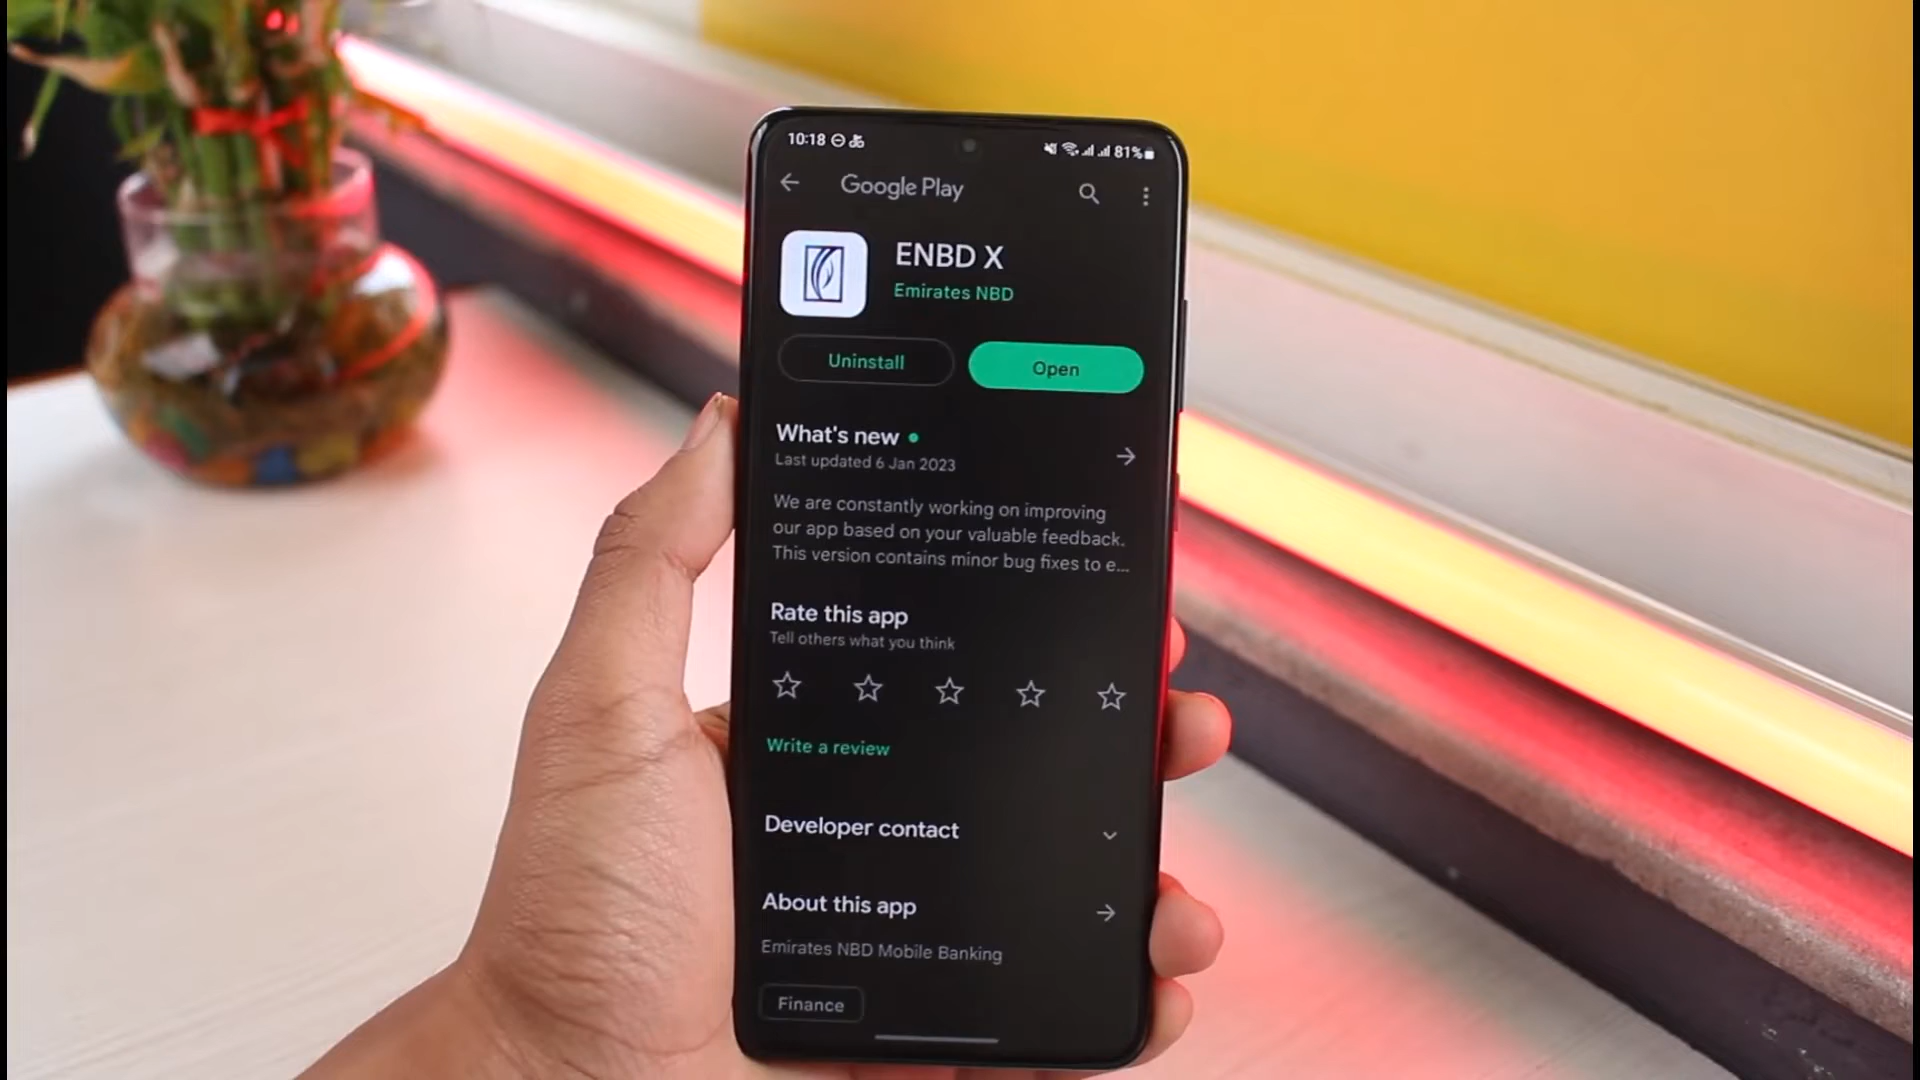 10:18
81%
Google Play
ENBD X
Emirates NBD
Uninstall
Open
What's new
Last updated 6 Jan 2023
We are constantly working on improving
our app based on your valuable feedback.
This version contains minor bug fixes to e...
Rate this app
Tell others what you think
Write a review
Developer contact
About this app
Emirates NBD Mobile Banking
Finance